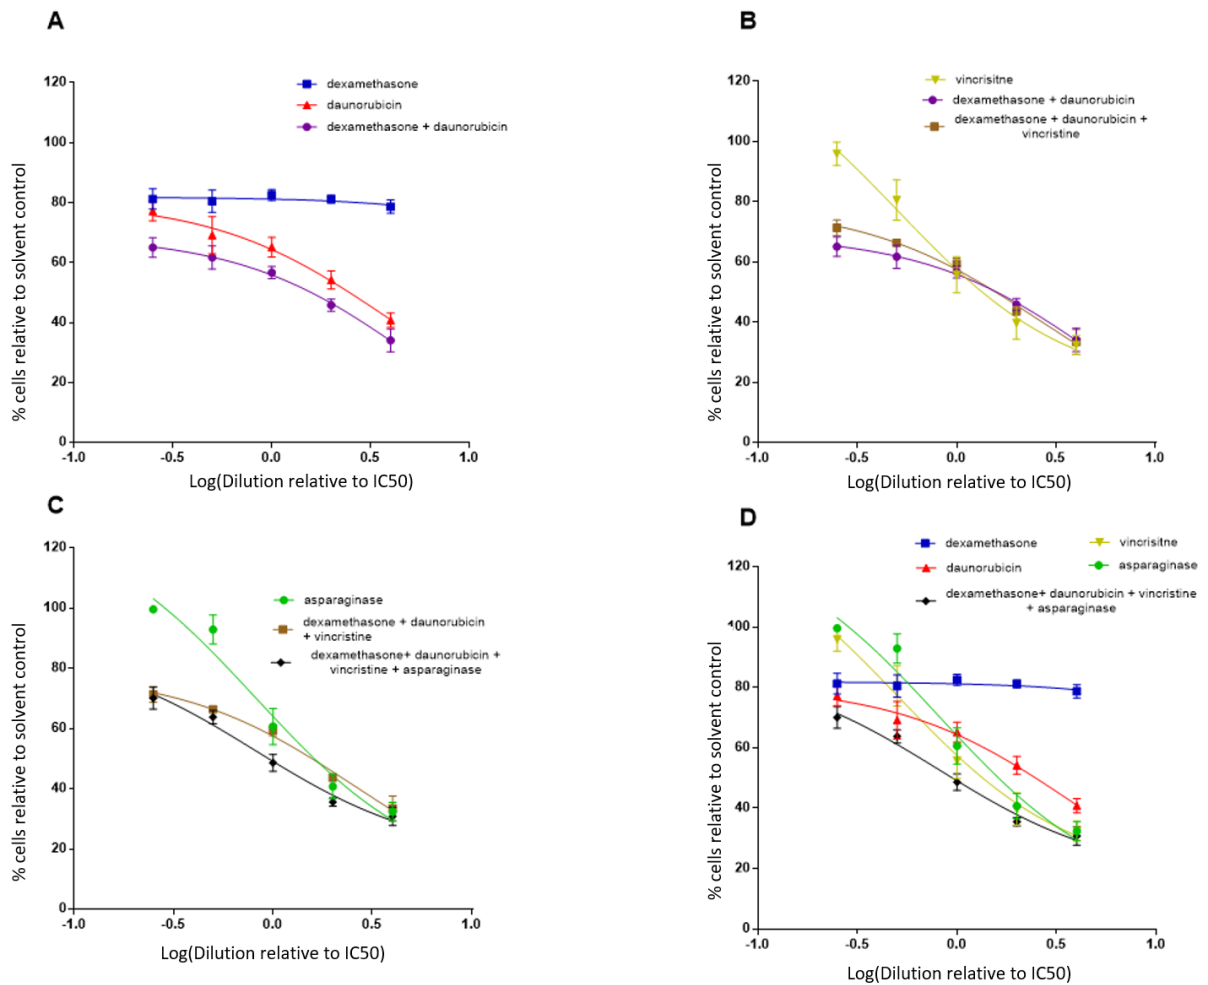 A
120
100
80
60
40
20
0
-1.0
-0.5
0.0
0.5
1.0
% cells relative to solvent control
Log(Dilution relative to IC50)
dexamethasone
daunorubicin
dexamethasone + daunorubicin
B
120
100
80
60
40
20
0
-1.0
-0.5
0.0
0.5
1.0
% cells relative to solvent control
Log(Dilution relative to IC50)
vincrisitne
dexamethasone + daunorubicin
dexamethasone + daunorubicin +
vincristine
C
120
100
80
60
40
20
0
-1.0
-0.5
0.0
0.5
1.0
% cells relative to solvent control
Log(Dilution relative to IC50)
asparaginase
dexamethasone + daunorubicin
+ vincristine
dexamethasone+ daunorubicin +
vincristine + asparaginase
D
120
100
80
60
40
20
0
-1.0
-0.5
0.0
0.5
1.0
% cells relative to solvent control
Log(Dilution relative to IC50)
dexamethasone
vincrisitne
daunorubicin
asparaginase
dexamethasone+ daunorubicin + vincristine
+ asparaginase